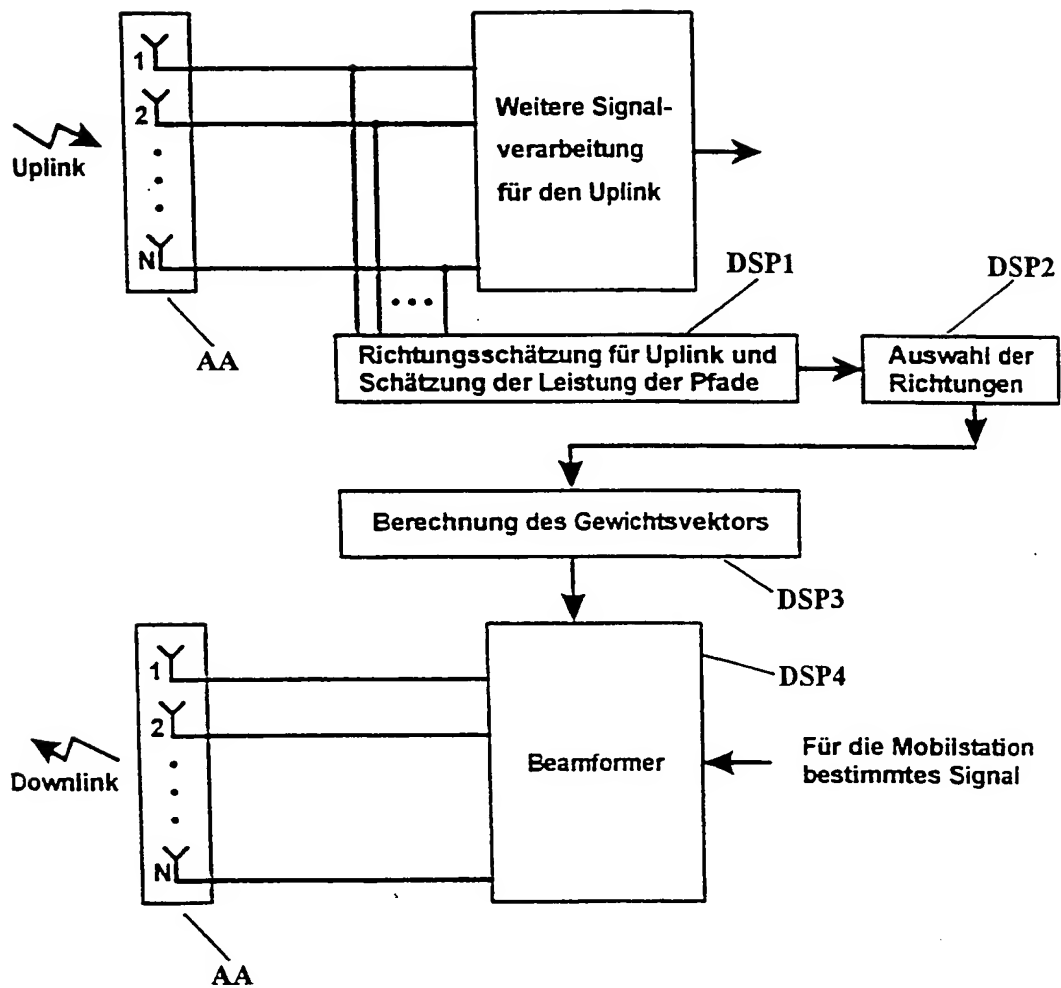 1
2
N
Uplink
AA
Weitere Signal-
verarbeitung
für den Uplink
DSP1
Richtungsschätzung für Uplink und
Schätzung der Leistung der Pfade
DSP2
Auswahl der
Richtungen
Berechnung des Gewichtsvektors
DSP3
1
2
N
Downlink
AA
Beamformer
DSP4
Für die Mobilstation
bestimmtes Signal